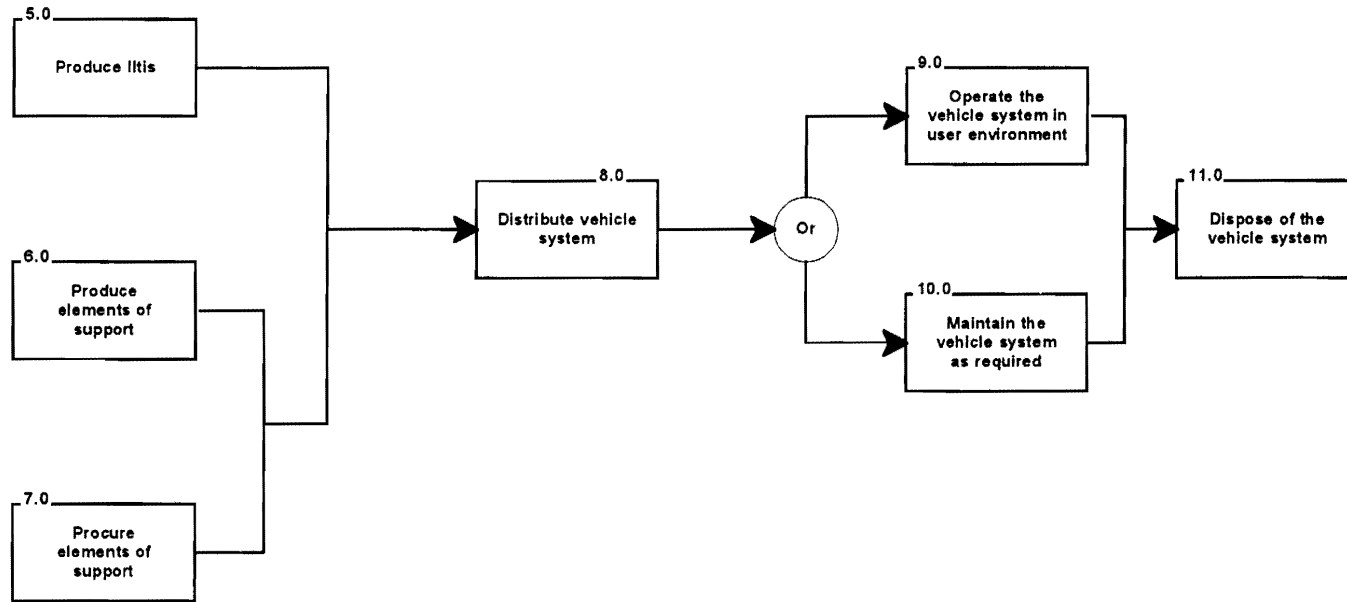 5.0
Produce Iltis
6.0
Produce
elements of
support
7.0
Procure
elements of
support
8.0
Distribute vehicle
system
Or
9.0
Operate the
vehicle system in
user environment
10.0
Maintain the
vehicle system
as required
11.0
Dispose of the
vehicle system